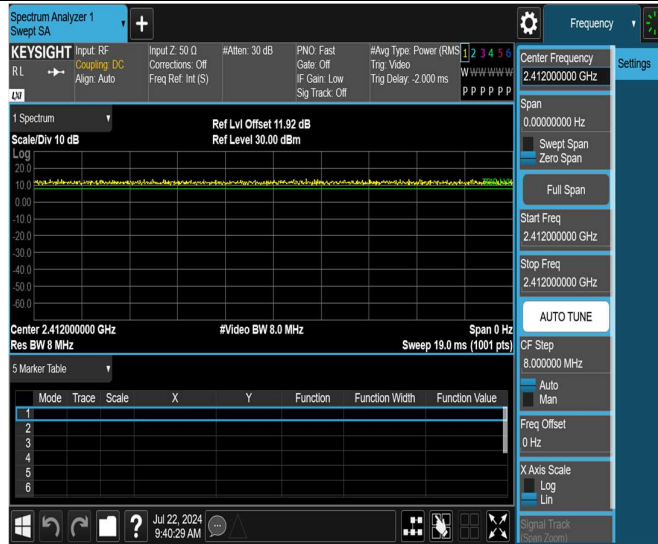 Spectrum Analyzer 1
Swept SA
+
Frequency
KEYSIGHT
RL
LXI
Input: RF
Coupling: DC
Align: Auto
Input Z: 50 Ω
Corrections: Off
Freq Ref: Int (S)
#Atten: 30 dB
PNO: Fast
Gate: Off
IF Gain: Low
Sig Track: Off
#Avg Type: Power (RMS
Trig: Video
Trig Delay: -2.000 ms
1 2 3 4 5 6
W W W W W W
P P P P P P
Center Frequency
2.412000000 GHz
Settings
Span
0.00000000 Hz
Swept Span
Zero Span
Full Span
Start Freq
2.412000000 GHz
Stop Freq
2.412000000 GHz
AUTO TUNE
CF Step
8.000000 MHz
Auto
Man
Freq Offset
0 Hz
X Axis Scale
Log
Lin
Signal Track
(Span Zoom)
1 Spectrum
Scale/Div 10 dB
Ref Lvl Offset 11.92 dB
Ref Level 30.00 dBm
Log
20.0
10.0
0.00
-10.0
-20.0
-30.0
-40.0
-50.0
-60.0
Center 2.412000000 GHz
#Video BW 8.0 MHz
Span 0 Hz
Res BW 8 MHz
Sweep 19.0 ms (1001 pts)
5 Marker Table
Mode Trace Scale X Y Function Function Width Function Value
1
2
3
4
5
6
?
Jul 22, 2024
9:40:29 AM